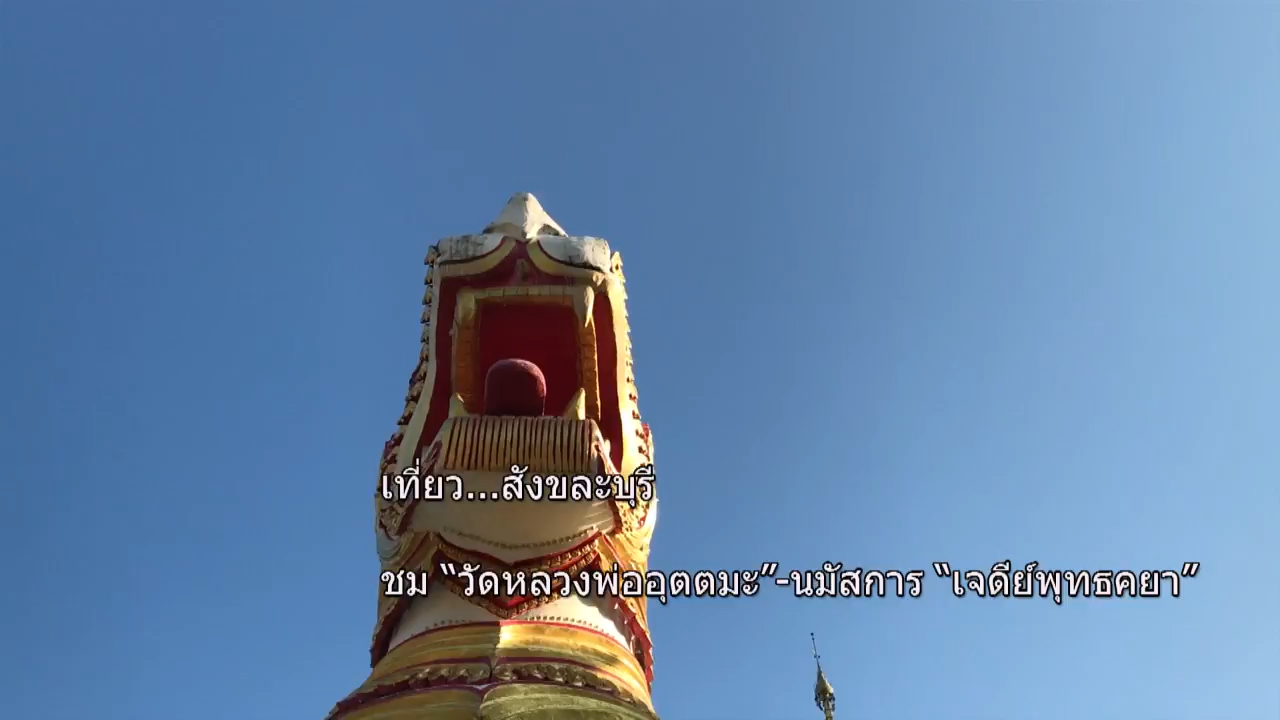 เที่ยว...สังขละบุรี
ชม “วัดหลวงพ่ออุตตมะ”-นมัสการ “เจดีย์พุทธคยา”